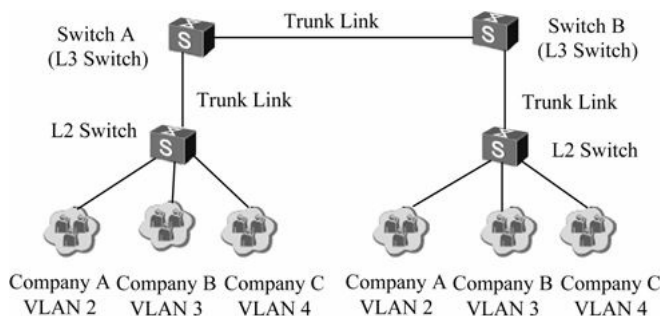 Trunk Link
Switch A
(L3 Switch)
S
S
Switch B
(L3 Switch)
Trunk Link
Trunk Link
L2 Switch
S
S
L2 Switch
Company A
VLAN 2
Company B
VLAN 3
Company C
VLAN 4
Company A
VLAN 2
Company B
VLAN 3
Company C
VLAN 4